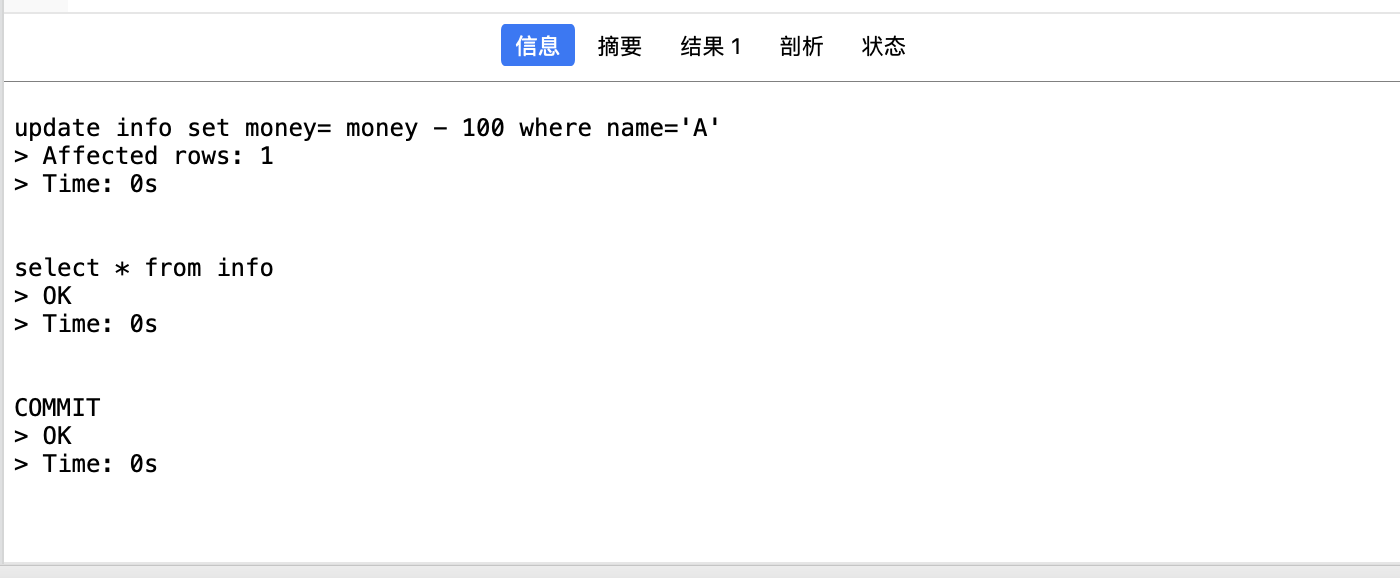 信息 摘要 结果 1 剖析 状态
update info set money= money - 100 where name='A'
> Affected rows: 1
> Time: 0s
select * from info
> OK
> Time: 0s
COMMIT
> OK
> Time: 0s